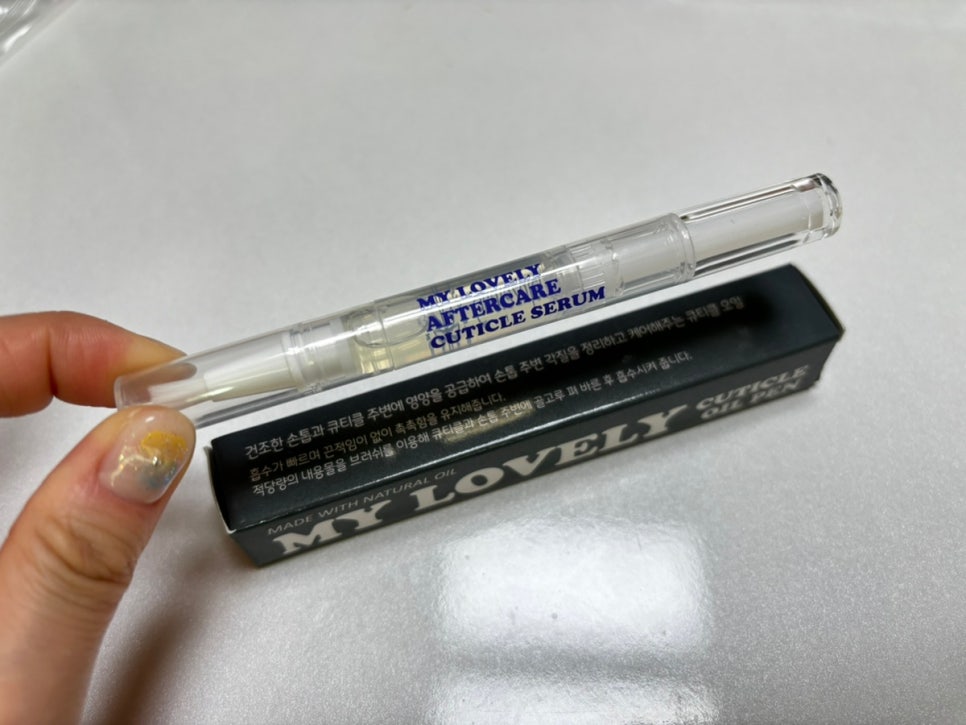 MY LOVELY
AFTERCARE
CUTICLE SERUM
건조한 손톱과 큐티클 주변에 영양을 공급하여 손톱 주변 각질을 정리하고 케어해주는 큐티클 오일
흡수가 빠르며 끈적임이 없이 촉촉함을 유지해줍니다.
적당량의 내용물을 브러쉬를 이용해 큐티클과 손톱 주변에 골고루 펴 바른 후 흡수시켜 줍니다.
MADE WITH NATURAL OIL
MY LOVELY CUTICLE
OIL PEN